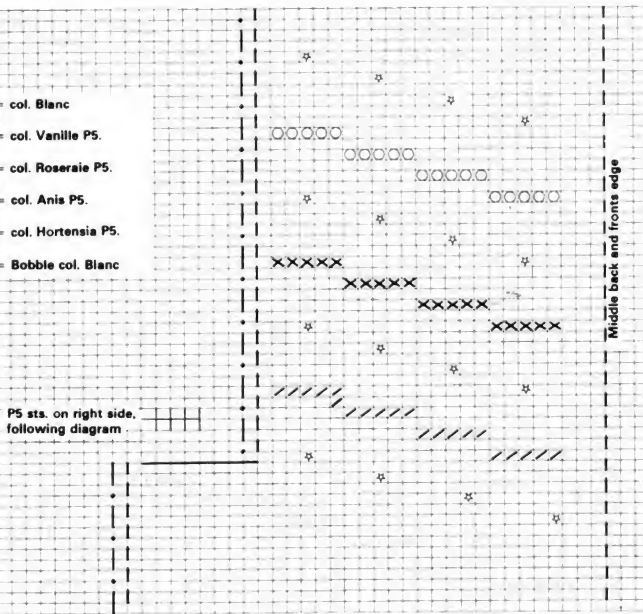 = col. Blanc
= col. Vanille P5.
= col. Roseraie P5.
= col. Anis P5.
= col. Hortensia P5.
= Bobble col. Blanc
Middle back and fronts edge
P5 sts. on right side,
following diagram